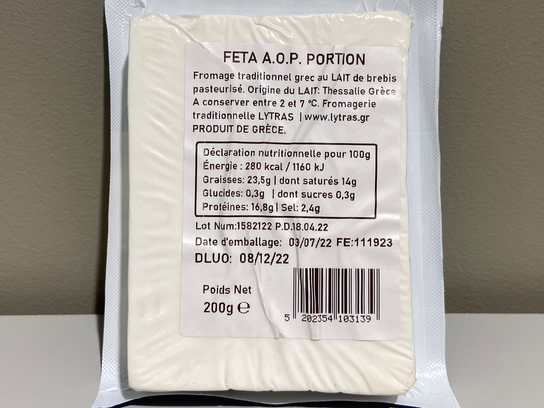 FETA A.O.P. PORTION
Fromage traditionnel grec au LAIT de brebis
pasteurisé. Origine du LAIT: Thessalie Grèce
A conserver entre 2 et 7 °C. Fromagerie
traditionnelle LYTRAS | www.lytras.gr
PRODUIT DE GRÈCE.
Déclaration nutritionnelle pour 100g
Énergie : 280 kcal / 1160 kJ
Graisses: 23,5g | dont saturés 14g
Glucides: 0,3g | dont sucres 0,3g
Protéines: 16,8g | Sel: 2,4g
Lot Num:1582122 P.D.18.04.22
Date d'emballage: 03/07/22 FE:111923
DLUO: 08/12/22
Poids Net
200g e
5 202354 103139